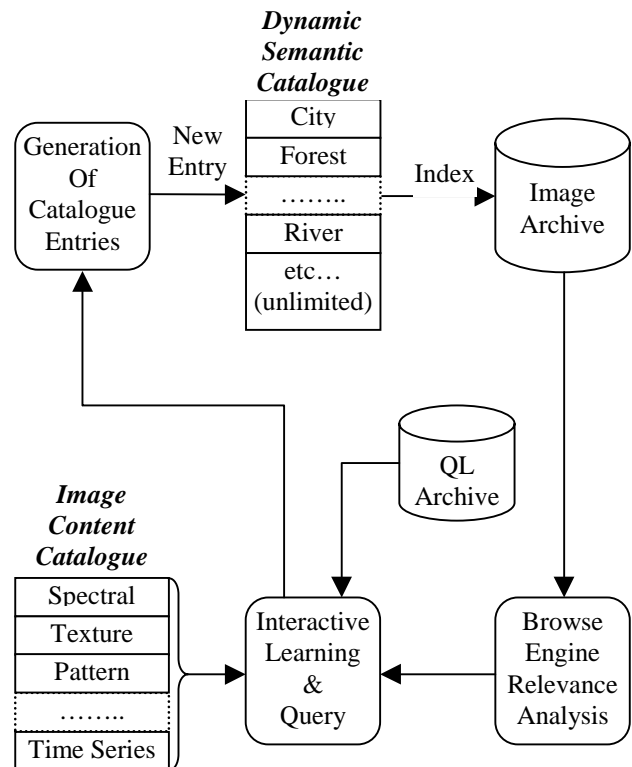 Dynamic
Semantic
Catalogue
Generation
Of
Catalogue
Entries
New
Entry
City
Forest
……..
River
etc…
(unlimited)
Index
Image
Archive
QL
Archive
Image
Content
Catalogue
Spectral
Texture
Pattern
……..
Time Series
Interactive
Learning
&
Query
Browse
Engine
Relevance
Analysis